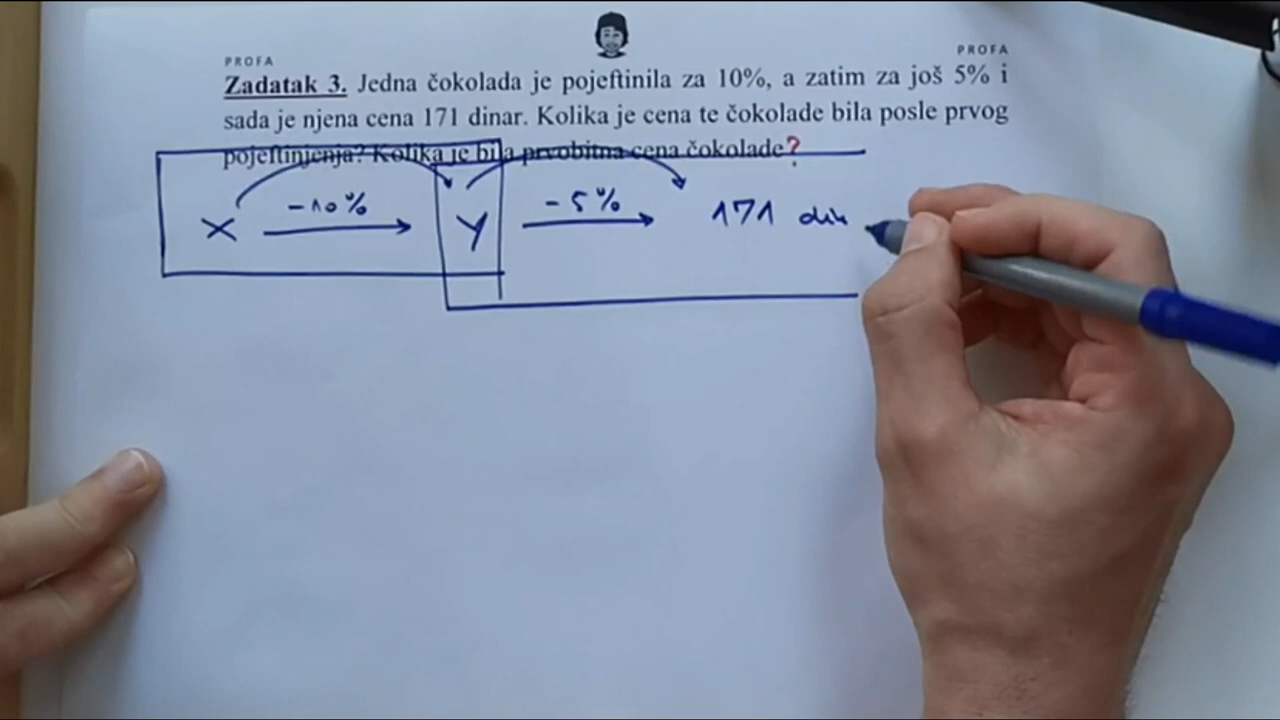 PROFA
PROFA
Zadatak 3. Jedna čokolada je pojeftinila za 10%, a zatim za još 5% i
sada je njena cena 171 dinar. Kolika je cena te čokolade bila posle prvog
pojeftinjenja? Kolika je bila prvobitna cena čokolade?
X -10% Y -5% 171 din